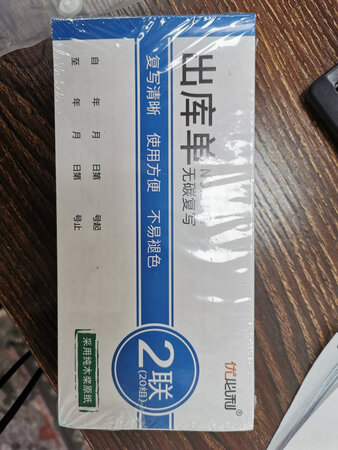 优必利®
出库单
无碳复写
复写清晰 使用方便 不易褪色
2联
(20组)
自 年 月 日第 号起
至 年 月 日第 号止
采用纯木浆原纸